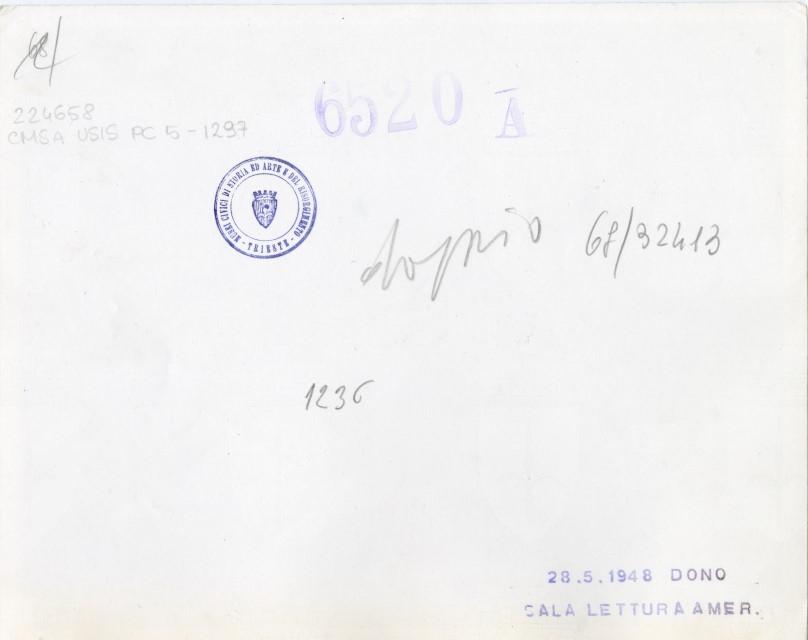 68/
224658
CMSA USIS PC 5 - 1297
6520 A
MUSEI CIVICI DI STORIA ED ARTE E DEL RISORGIMENTO
- TRIESTE -
doppio 68/32413
1236
28.5.1948 DONO
SALA LETTURA AMER.